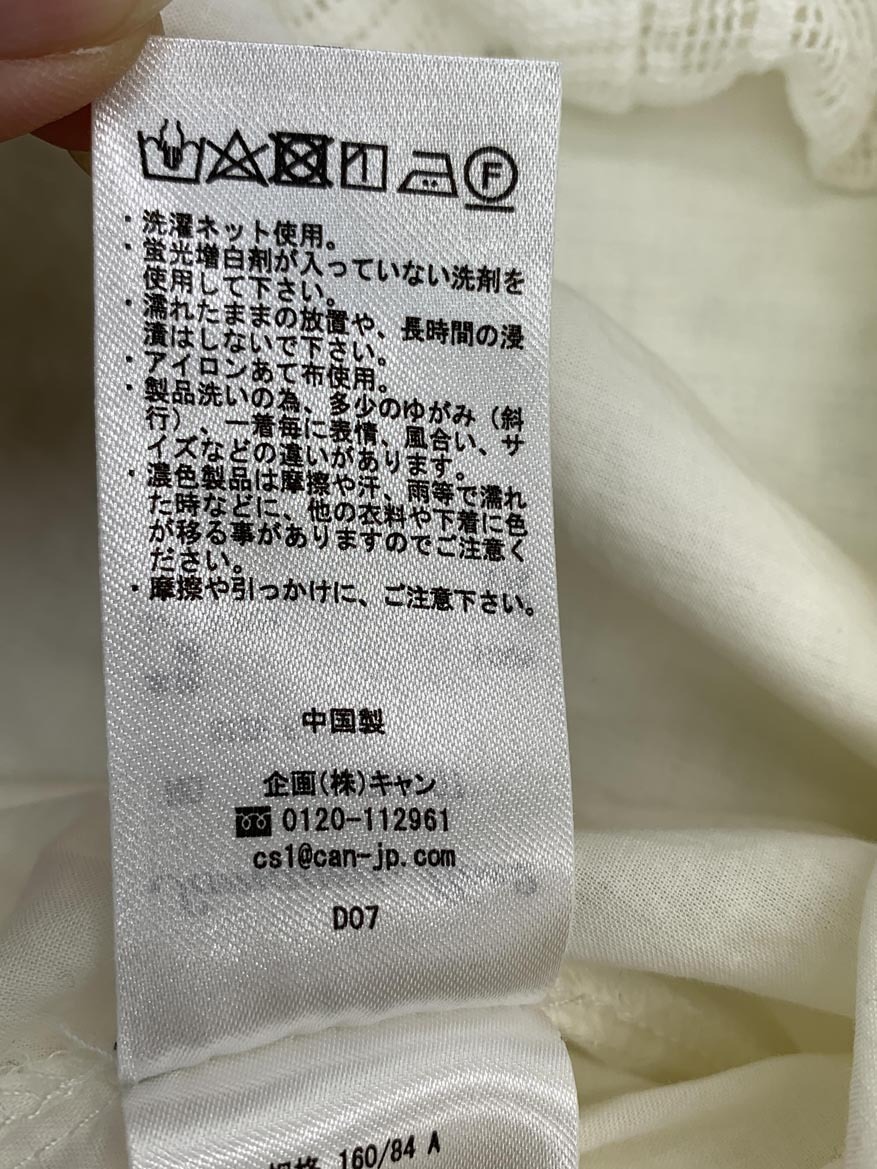 ・洗濯ネット使用。
・蛍光増白剤が入っていない洗剤を
使用して下さい。
・濡れたままの放置や、長時間の浸
漬はしないで下さい。
・アイロンあて布使用。
・製品洗いの為、多少のゆがみ（斜
行）、一着毎に表情、風合い、サ
イズなどの違いがあります。
・濃色製品は摩擦や汗、雨等で濡れ
た時などに、他の衣料や下着に色
が移る事がありますのでご注意く
ださい。
・摩擦や引っかけに、ご注意下さい。
中国製
企画(株)キャン
0120-112961
cs1@can-jp.com
D07
160/84 A